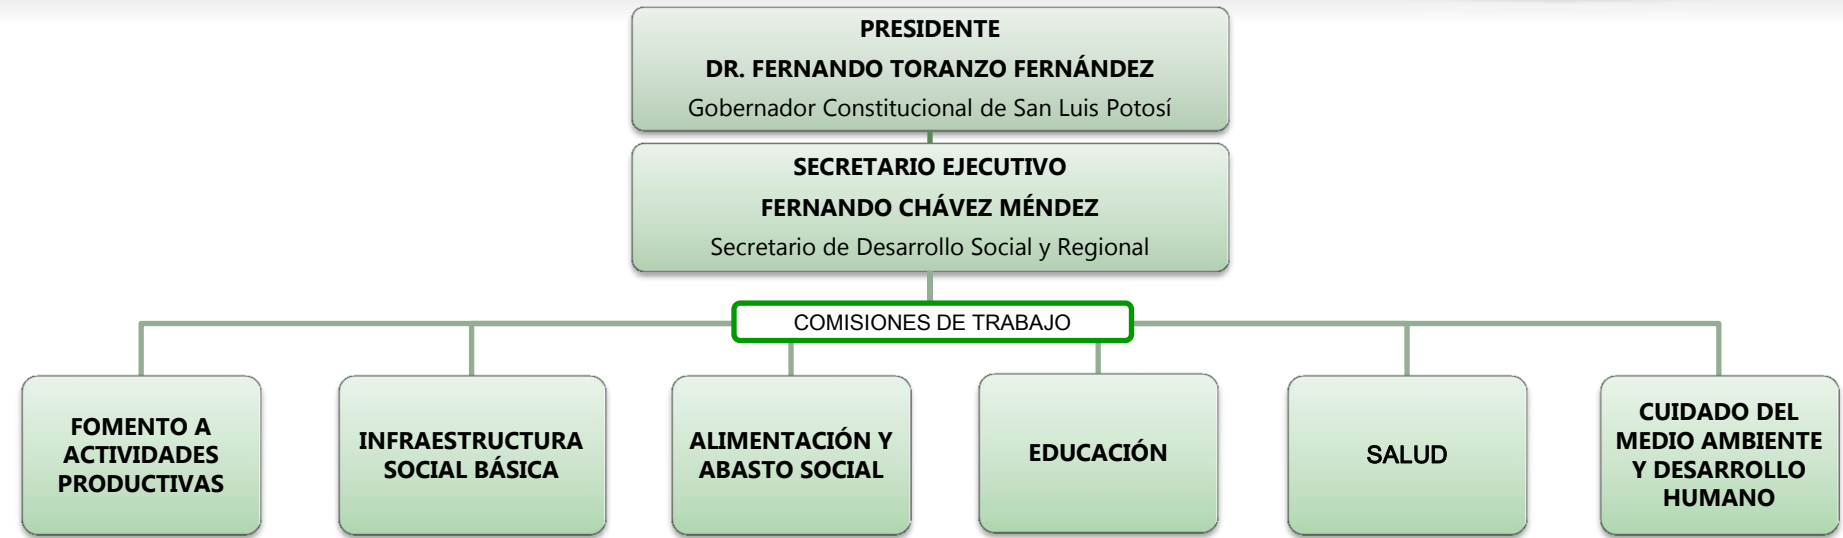 PRESIDENTE
DR. FERNANDO TORANZO FERNÁNDEZ
Gobernador Constitucional de San Luis Potosí
SECRETARIO EJECUTIVO
FERNANDO CHÁVEZ MÉNDEZ
Secretario de Desarrollo Social y Regional
COMISIONES DE TRABAJO
FOMENTO A
ACTIVIDADES
PRODUCTIVAS
INFRAESTRUCTURA
SOCIAL BÁSICA
ALIMENTACIÓN Y
ABASTO SOCIAL
EDUCACIÓN
SALUD
CUIDADO DEL
MEDIO AMBIENTE
Y DESARROLLO
HUMANO